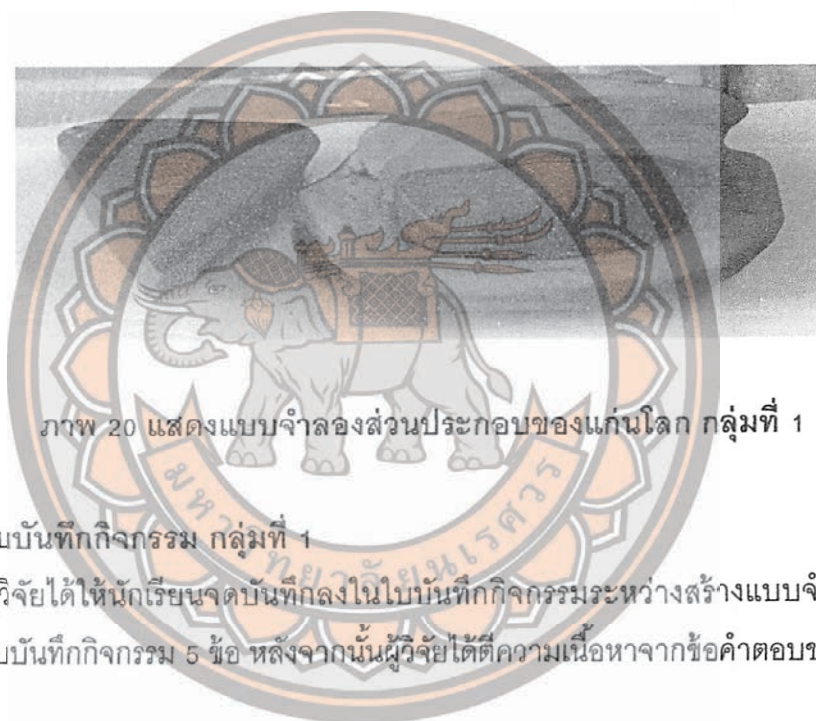 ภาพ 20 แสดงแบบจำลองส่วนประกอบของแก่นโลก กลุ่มที่ 1
มหาวิทยาลัยนเรศวร
บบันทึกกิจกรรม กลุ่มที่ 1
วิจัยได้ให้นักเรียนจดบันทึกลงในใบบันทึกกิจกรรมระหว่างสร้างแบบจำ
บบันทึกกิจกรรม 5 ข้อ หลังจากนั้นผู้วิจัยได้ตีความเนื้อหาจากข้อคำตอบข